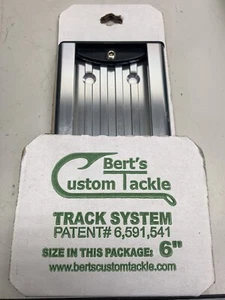 Bert's
Custom Tackle
TRACK SYSTEM
PATENT# 6,591,541
SIZE IN THIS PACKAGE: 6"
www.bertscustomtackle.com